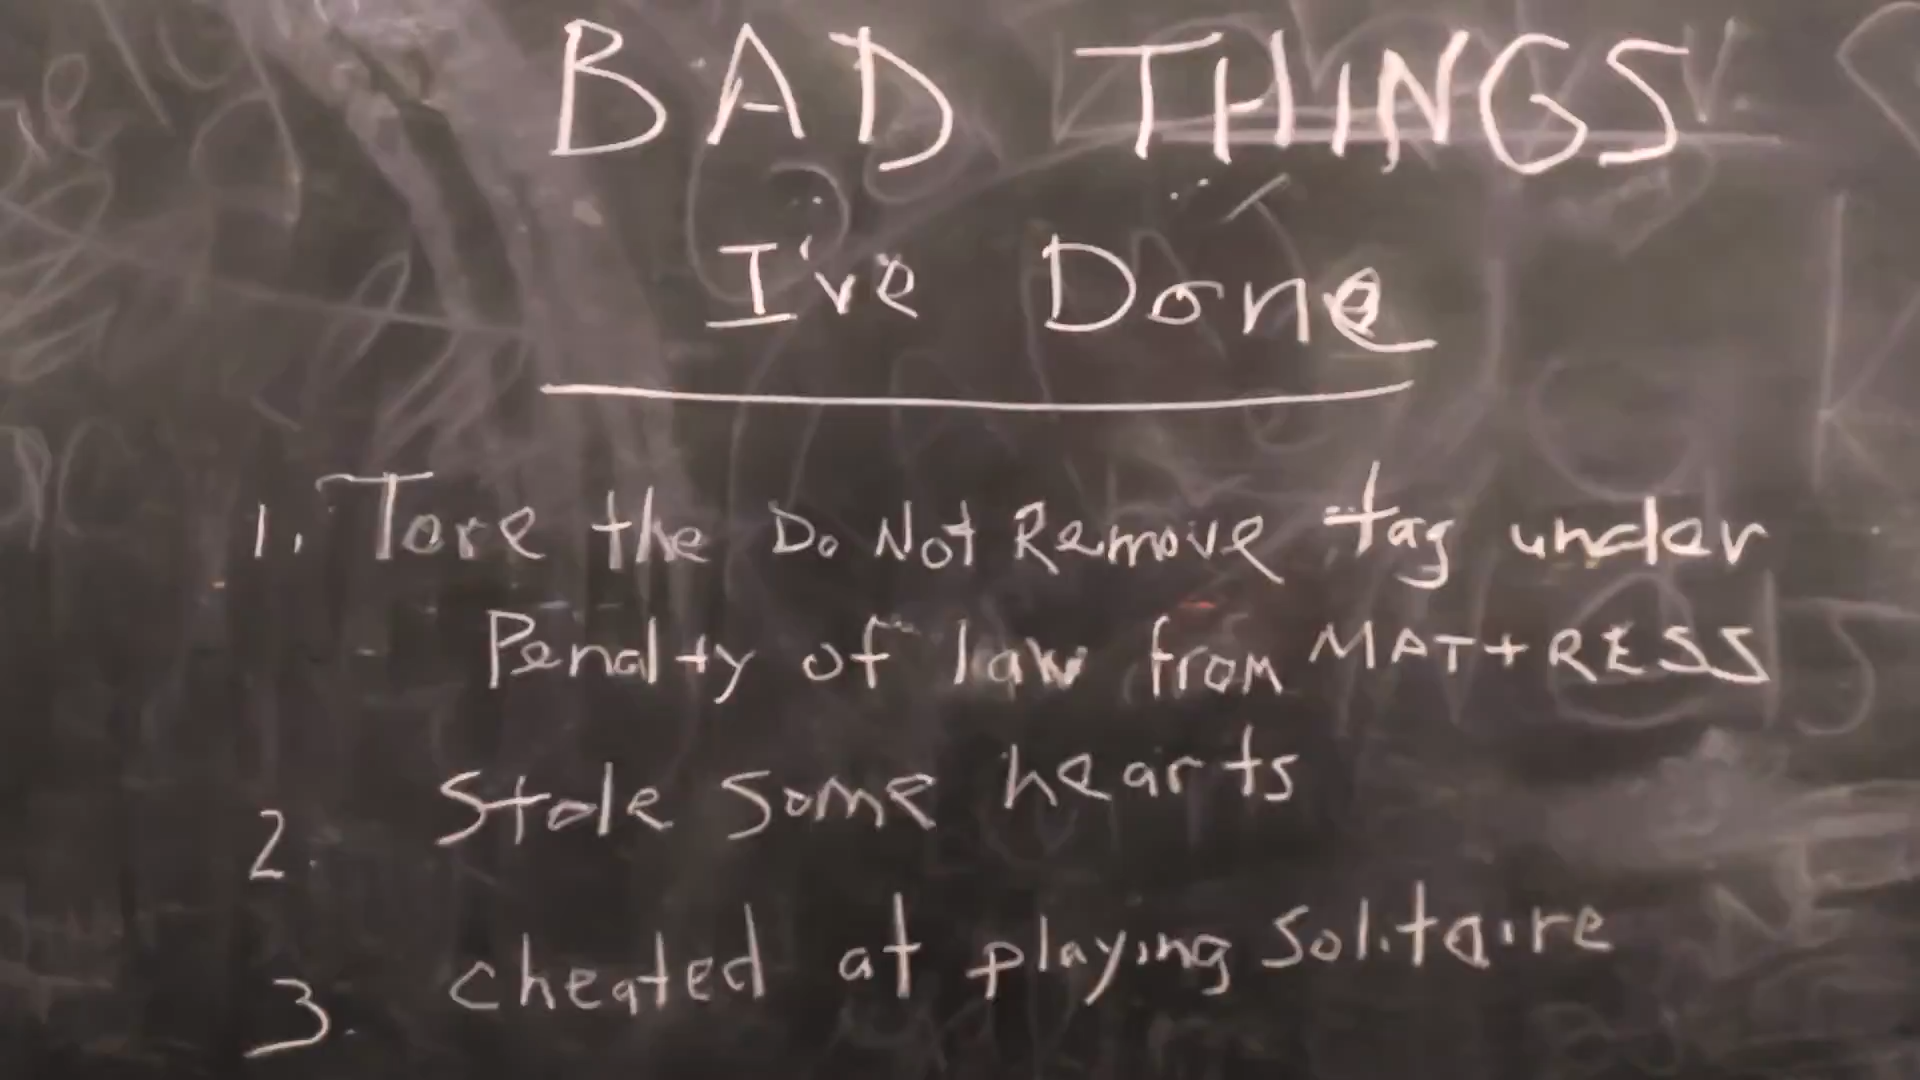 BAD THINGS
I've Done
1. Tore the Do Not Remove tag under
Penalty of law from MATTRESS
2. Stole some hearts
3. cheated at playing solitaire